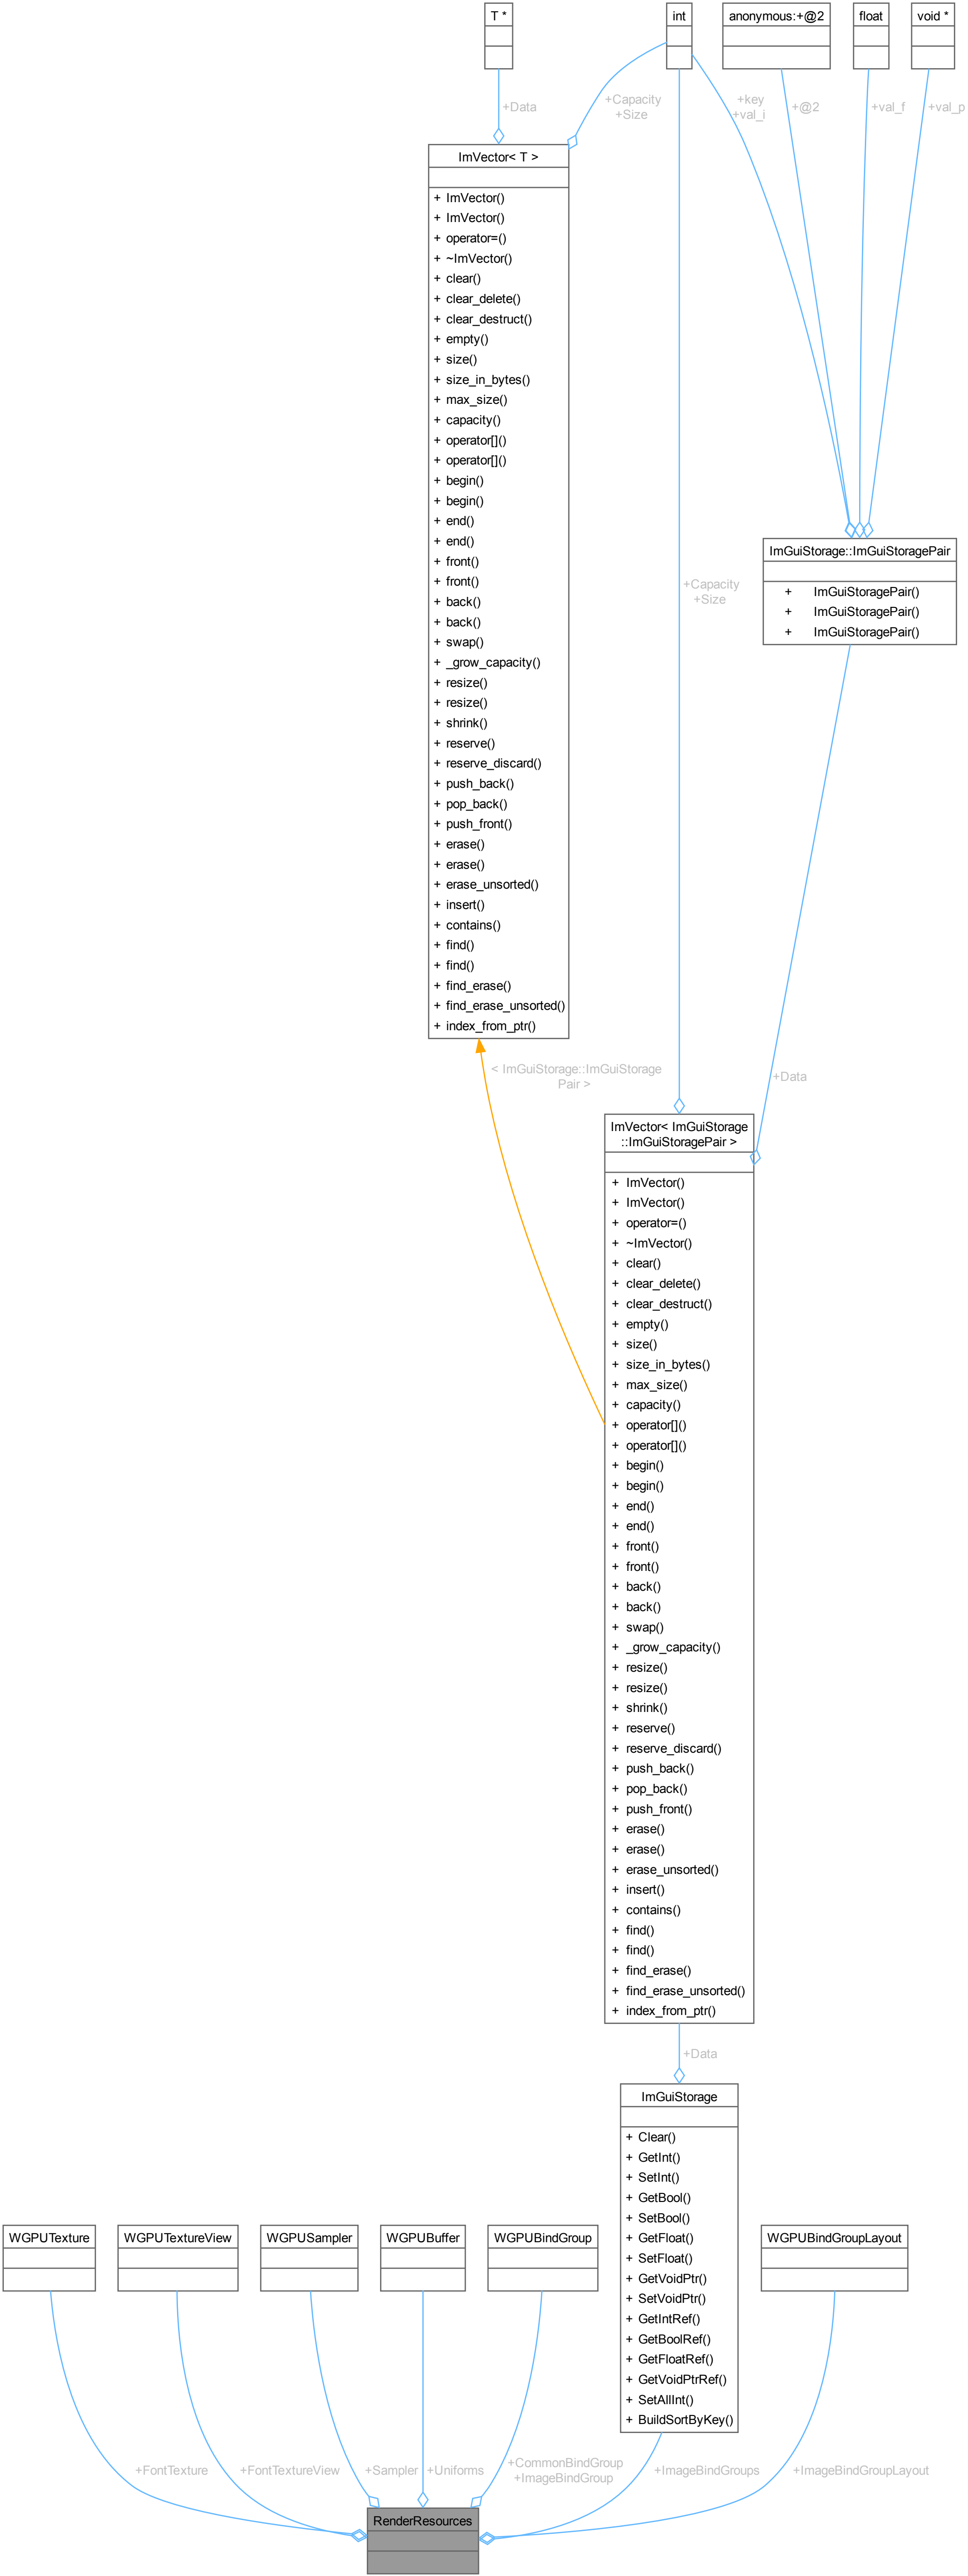 T *
int
anonymous:+@2
float
void *
+Data
+Capacity
+Size
+key
+val_i
+@2
+val_f
+val_p
ImVector< T >
+ ImVector()
+ ImVector()
+ operator=()
+ ~ImVector()
+ clear()
+ clear_delete()
+ clear_destruct()
+ empty()
+ size()
+ size_in_bytes()
+ max_size()
+ capacity()
+ operator[]()
+ operator[]()
+ begin()
+ begin()
+ end()
+ end()
+ front()
+ front()
+ back()
+ back()
+ swap()
+ _grow_capacity()
+ resize()
+ resize()
+ shrink()
+ reserve()
+ reserve_discard()
+ push_back()
+ pop_back()
+ push_front()
+ erase()
+ erase()
+ erase_unsorted()
+ insert()
+ contains()
+ find()
+ find()
+ find_erase()
+ find_erase_unsorted()
+ index_from_ptr()
+Capacity
+Size
ImGuiStorage::ImGuiStoragePair
+ ImGuiStoragePair()
+ ImGuiStoragePair()
+ ImGuiStoragePair()
< ImGuiStorage::ImGuiStorage
Pair >
+Data
ImVector< ImGuiStorage
::ImGuiStoragePair >
+ ImVector()
+ ImVector()
+ operator=()
+ ~ImVector()
+ clear()
+ clear_delete()
+ clear_destruct()
+ empty()
+ size()
+ size_in_bytes()
+ max_size()
+ capacity()
+ operator[]()
+ operator[]()
+ begin()
+ begin()
+ end()
+ end()
+ front()
+ front()
+ back()
+ back()
+ swap()
+ _grow_capacity()
+ resize()
+ resize()
+ shrink()
+ reserve()
+ reserve_discard()
+ push_back()
+ pop_back()
+ push_front()
+ erase()
+ erase()
+ erase_unsorted()
+ insert()
+ contains()
+ find()
+ find()
+ find_erase()
+ find_erase_unsorted()
+ index_from_ptr()
+Data
ImGuiStorage
+ Clear()
+ GetInt()
+ SetInt()
+ GetBool()
+ SetBool()
+ GetFloat()
+ SetFloat()
+ GetVoidPtr()
+ SetVoidPtr()
+ GetIntRef()
+ GetBoolRef()
+ GetFloatRef()
+ GetVoidPtrRef()
+ SetAllInt()
+ BuildSortByKey()
WGPUTexture
WGPUTextureView
WGPUSampler
WGPUBuffer
WGPUBindGroup
WGPUBindGroupLayout
+FontTexture
+FontTextureView
+Sampler
+Uniforms
+CommonBindGroup
+ImageBindGroup
+ImageBindGroups
+ImageBindGroupLayout
RenderResources